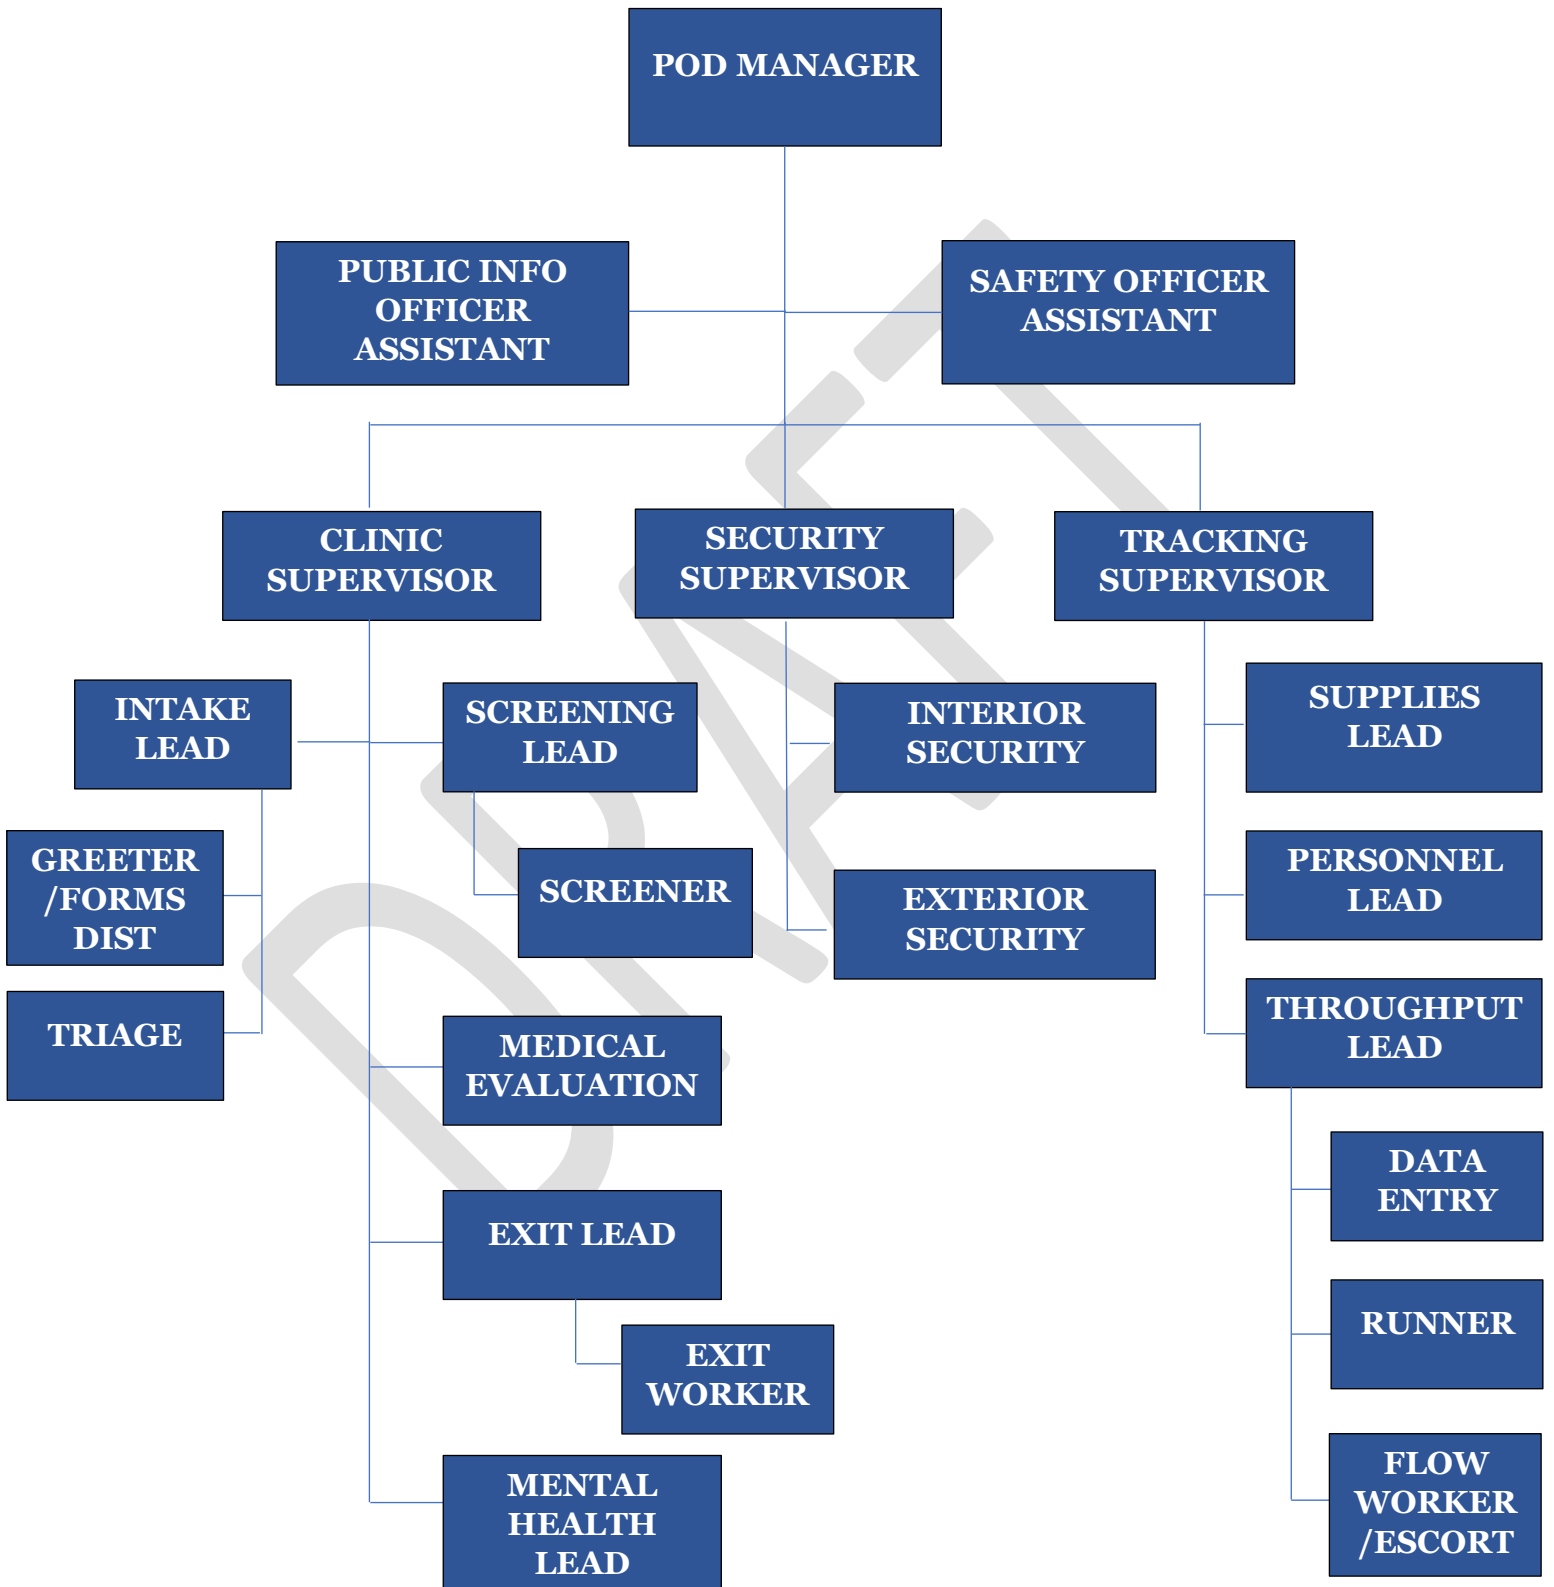 POD MANAGER
PUBLIC INFO
OFFICER
ASSISTANT
SAFETY OFFICER
ASSISTANT
CLINIC
SUPERVISOR
SECURITY
SUPERVISOR
TRACKING
SUPERVISOR
INTAKE
LEAD
GREETER
/FORMS
DIST
TRIAGE
SCREENING
LEAD
SCREENER
MEDICAL
EVALUATION
EXIT LEAD
EXIT
WORKER
MENTAL
HEALTH
LEAD
INTERIOR
SECURITY
EXTERIOR
SECURITY
SUPPLIES
LEAD
PERSONNEL
LEAD
THROUGHPUT
LEAD
DATA
ENTRY
RUNNER
FLOW
WORKER
/ESCORT
DRAFT